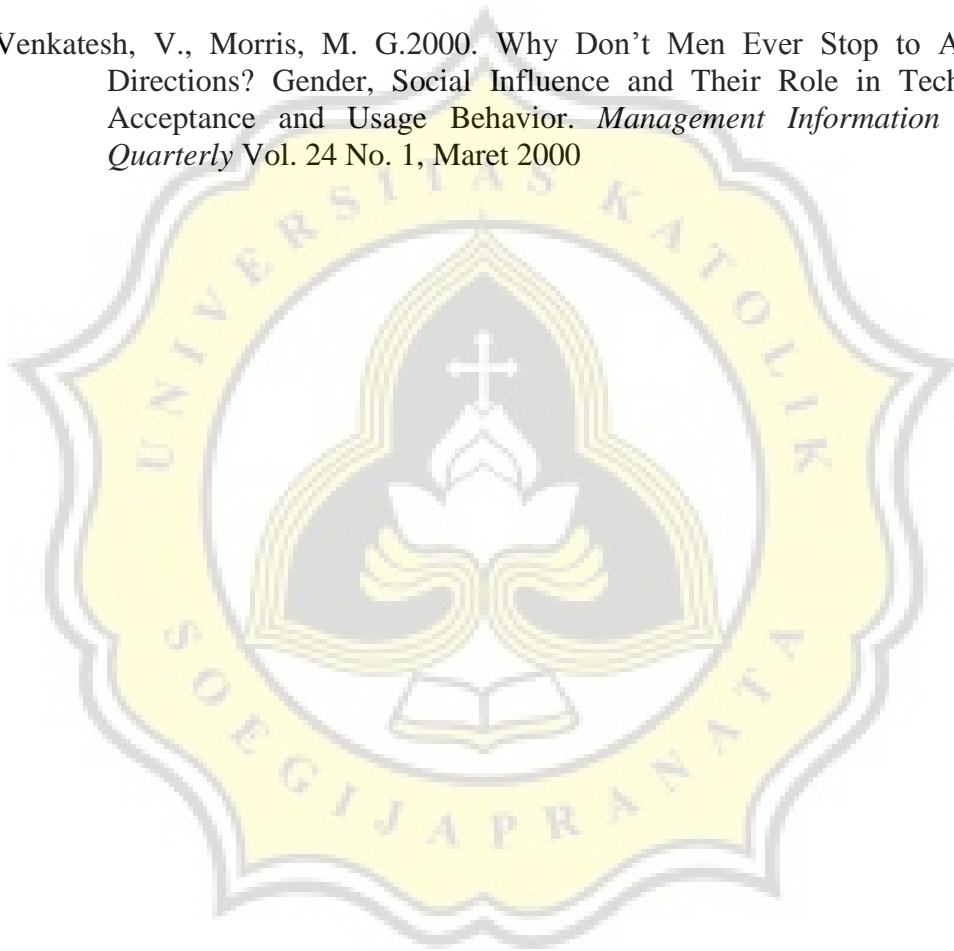 Venkatesh, V., Morris, M. G.2000. Why Don’t Men Ever Stop to A
Directions? Gender, Social Influence and Their Role in Tech
Acceptance and Usage Behavior. Management Information
Quarterly Vol. 24 No. 1, Maret 2000
UNIVERSITAS KATOLIK
SOEGIJAPRANATA